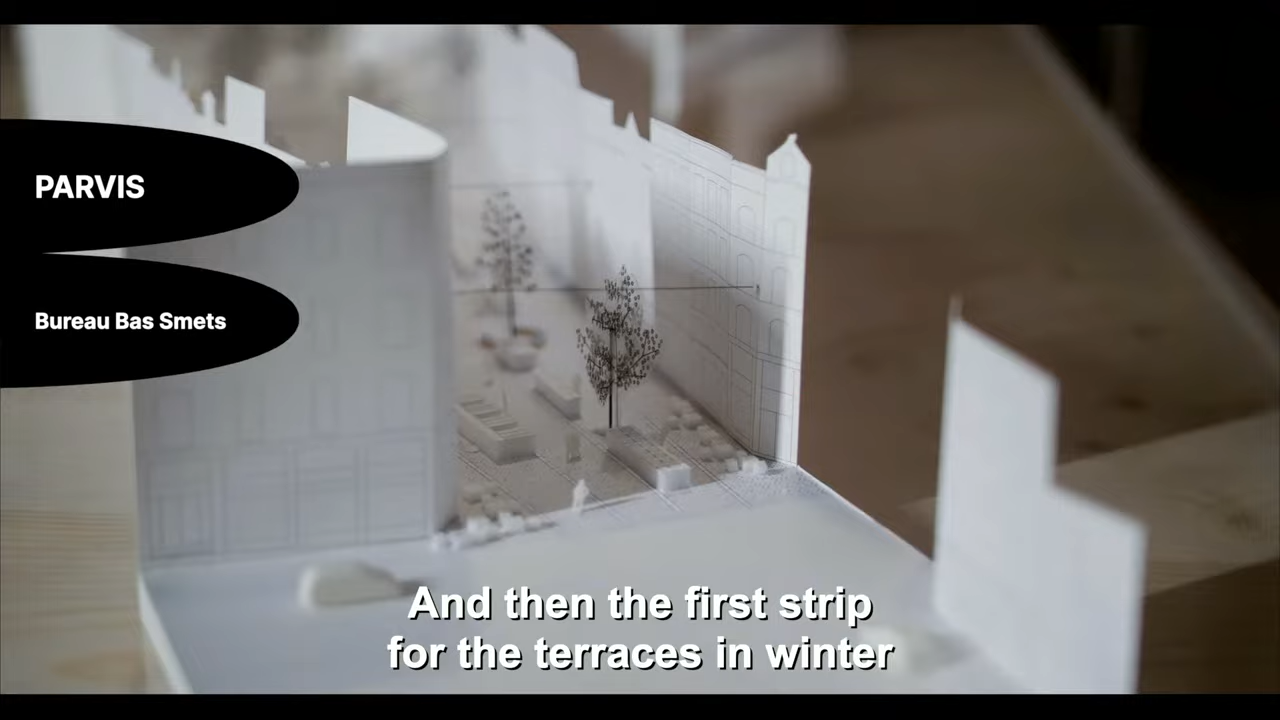 PARVIS
Bureau Bas Smets
And then the first strip
for the terraces in winter